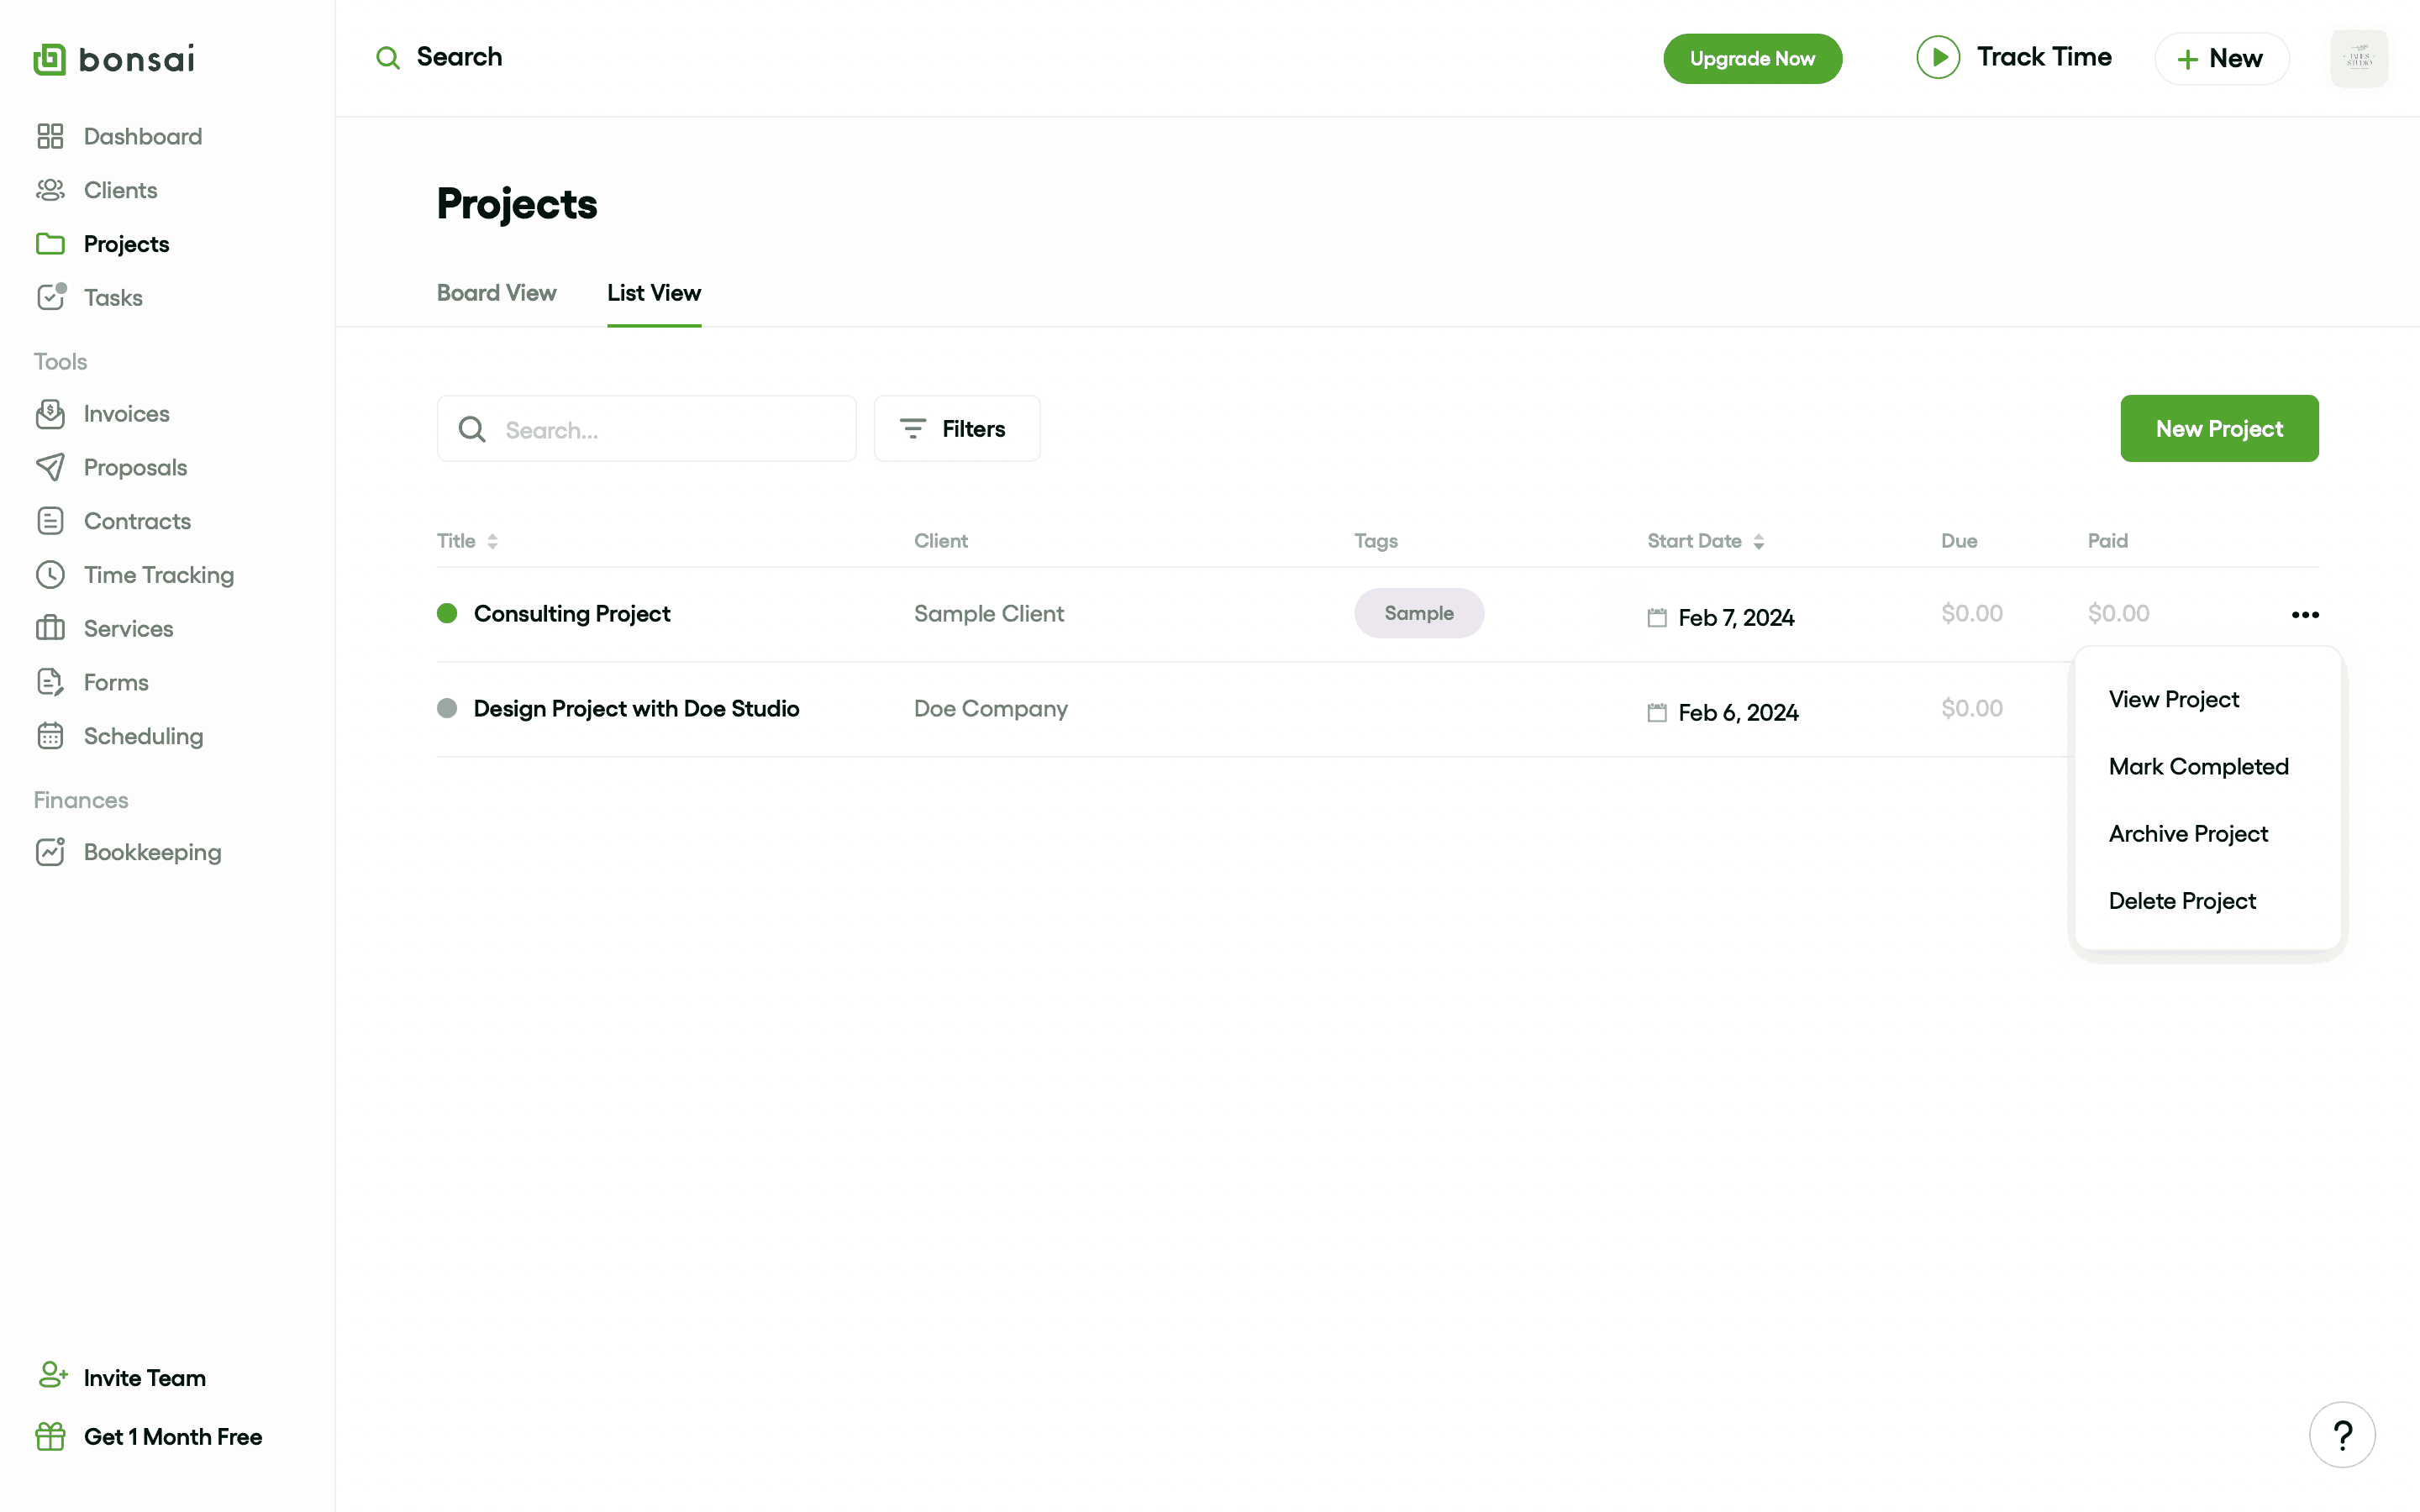 bonsai
Search
Upgrade Now
Track Time
New
Dashboard
Clients
Projects
Tasks
Tools
Invoices
Proposals
Contracts
Time Tracking
Services
Forms
Scheduling
Finances
Bookkeeping
Invite Team
Get 1 Month Free
Projects
Board View List View
Search...
Filters
New Project
Title Client Tags Start Date Due Paid
Consulting Project Sample Client Sample Feb 7, 2024 $0.00 $0.00
Design Project with Doe Studio Doe Company Feb 6, 2024 $0.00
View Project
Mark Completed
Archive Project
Delete Project
?